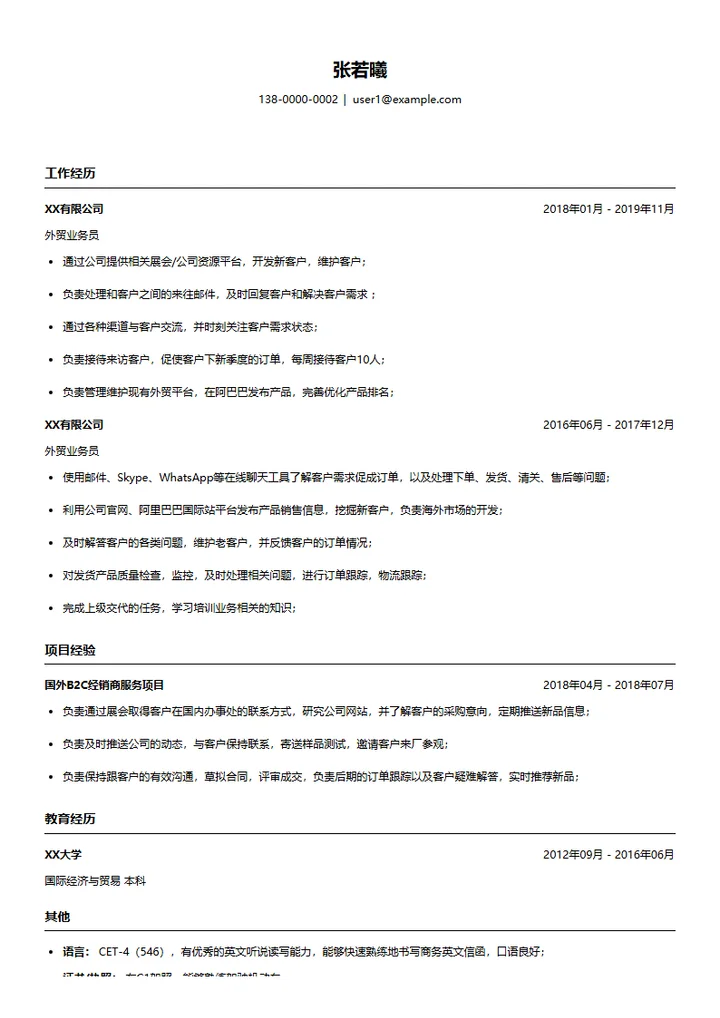 张若曦
138-0000-0002 | user1@example.com
工作经历
XX有限公司 2018年01月 - 2019年11月
外贸业务员
• 通过公司提供相关展会/公司资源平台，开发新客户，维护客户；
• 负责处理和客户之间的来往邮件，及时回复客户和解决客户需求 ；
• 通过各种渠道与客户交流，并时刻关注客户需求状态；
• 负责接待来访客户，促使客户下新季度的订单，每周接待客户10人；
• 负责管理维护现有外贸平台，在阿巴巴发布产品，完善优化产品排名；
XX有限公司 2016年06月 - 2017年12月
外贸业务员
• 使用邮件、Skype、WhatsApp等在线聊天工具了解客户需求促成订单，以及处理下单、发货、清关、售后等问题；
• 利用公司官网、阿里巴巴国际站平台发布产品销售信息，挖掘新客户，负责海外市场的开发；
• 及时解答客户的各类问题，维护老客户，并反馈客户的订单情况；
• 对发货产品质量检查，监控，及时处理相关问题，进行订单跟踪，物流跟踪；
• 完成上级交代的任务，学习培训业务相关的知识；
项目经验
国外B2C经销商服务项目 2018年04月 - 2018年07月
• 负责通过展会取得客户在国内办事处的联系方式，研究公司网站，并了解客户的采购意向，定期推送新品信息；
• 负责及时推送公司的动态，与客户保持联系，寄送样品测试，邀请客户来厂参观；
• 负责保持跟客户的有效沟通，草拟合同，评审成交，负责后期的订单跟踪以及客户疑难解答，实时推荐新品；
教育经历
XX大学 2012年09月 - 2016年06月
国际经济与贸易 本科
其他
• 语言： CET-4（546），有优秀的英文听说读写能力，能够快速熟练地书写商务英文信函，口语良好；